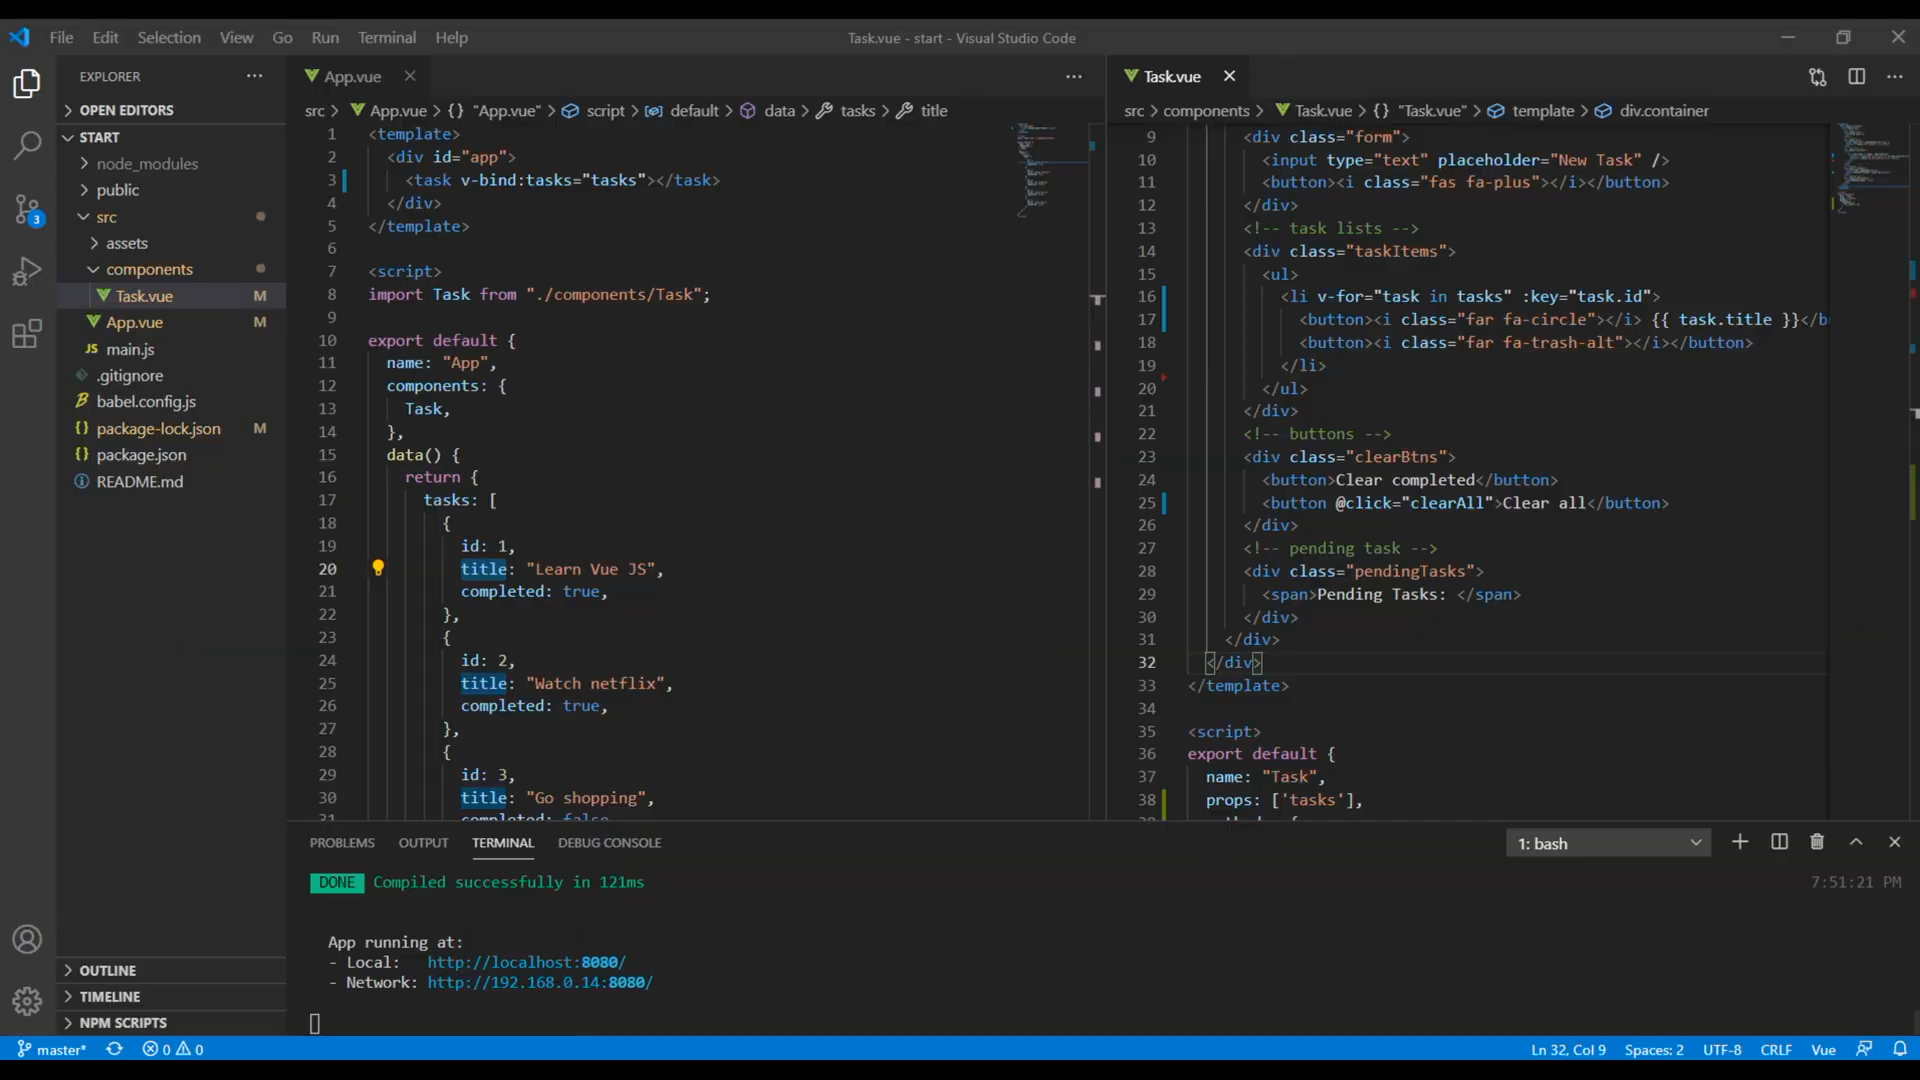 File Edit Selection View Go Run Terminal Help
Task.vue - start - Visual Studio Code
EXPLORER
OPEN EDITORS
START
node_modules
public
src
assets
components
Task.vue M
App.vue M
JS main.js
.gitignore
babel.config.js
{} package-lock.json M
{} package.json
README.md
OUTLINE
TIMELINE
NPM SCRIPTS
3
App.vue
src > App.vue > {} "App.vue" > script > default > data > tasks > title
1 <template>
2 <div id="app">
3 <task v-bind:tasks="tasks"></task>
4 </div>
5 </template>
6
7 <script>
8 import Task from "./components/Task";
9
10 export default {
11 name: "App",
12 components: {
13 Task,
14 },
15 data() {
16 return {
17 tasks: [
18 {
19 id: 1,
20 title: "Learn Vue JS",
21 completed: true,
22 },
23 {
24 id: 2,
25 title: "Watch netflix",
26 completed: true,
27 },
28 {
29 id: 3,
30 title: "Go shopping",
31 completed: false
Task.vue
src > components > Task.vue > {} "Task.vue" > template > div.container
9 <div class="form">
10 <input type="text" placeholder="New Task" />
11 <button><i class="fas fa-plus"></i></button>
12 </div>
13 <!-- task lists -->
14 <div class="taskItems">
15 <ul>
16 <li v-for="task in tasks" :key="task.id">
17 <button><i class="far fa-circle"></i> {{ task.title }}</b
18 <button><i class="far fa-trash-alt"></i></button>
19 </li>
20 </ul>
21 </div>
22 <!-- buttons -->
23 <div class="clearBtns">
24 <button>Clear completed</button>
25 <button @click="clearAll">Clear all</button>
26 </div>
27 <!-- pending task -->
28 <div class="pendingTasks">
29 <span>Pending Tasks: </span>
30 </div>
31 </div>
32 </div>
33 </template>
34
35 <script>
36 export default {
37 name: "Task",
38 props: ['tasks'],
PROBLEMS OUTPUT TERMINAL DEBUG CONSOLE
1: bash
DONE Compiled successfully in 121ms
7:51:21 PM
App running at:
- Local: http://localhost:8080/
- Network: http://192.168.0.14:8080/
master* 0 0
Ln 32, Col 9 Spaces: 2 UTF-8 CRLF Vue